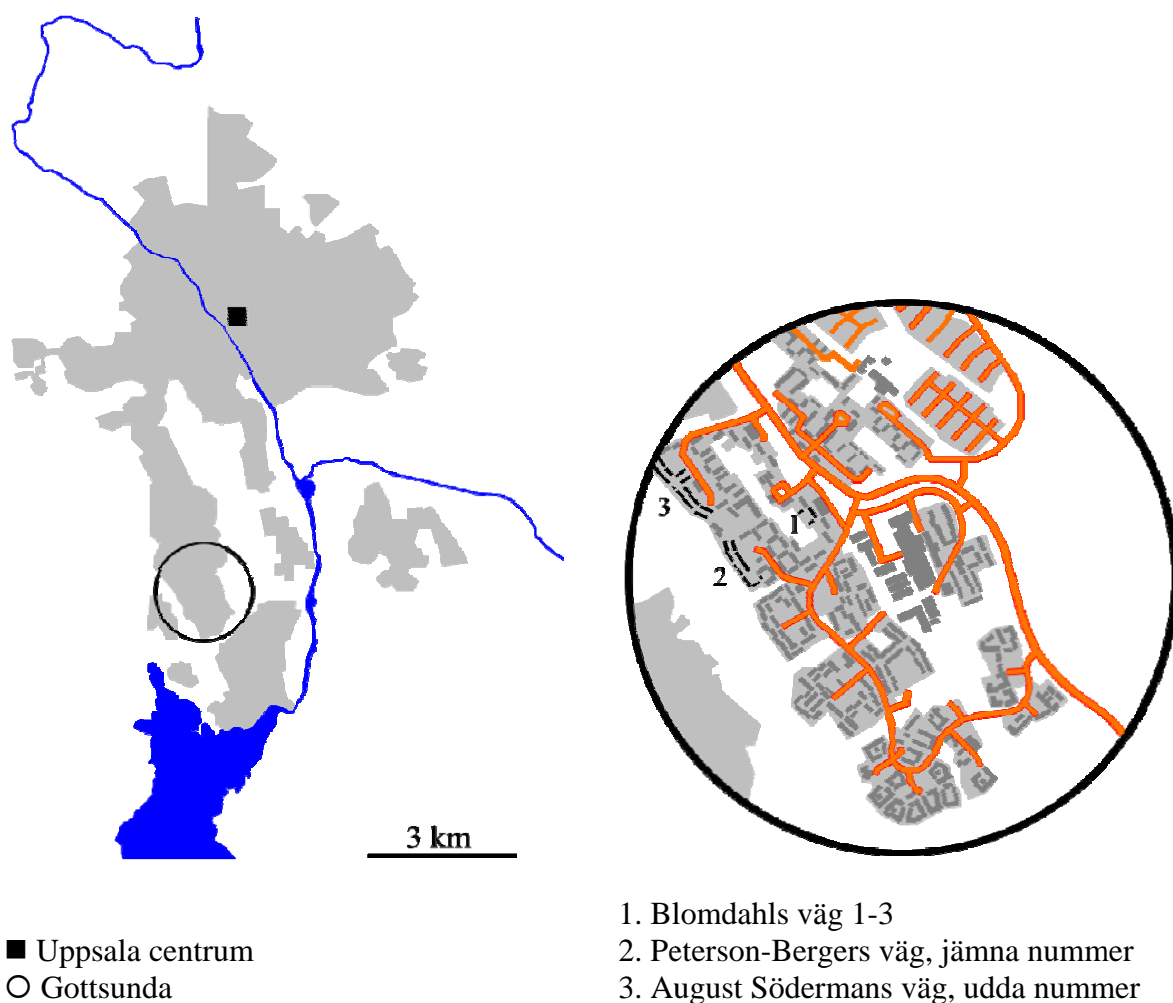 3
1
2
3 km
■ Uppsala centrum
○ Gottsunda
1. Blomdahls väg 1-3
2. Peterson-Bergers väg, jämna nummer
3. August Södermans väg, udda nummer